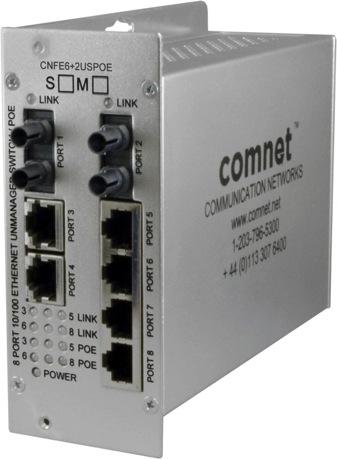 CNFE6+2USPOE
S M
LINK
LINK
PORT 1
PORT 2
8 PORT 10/100 ETHERNET UNMANAGED SWITCH / POE
PORT 3
PORT 4
PORT 5
PORT 6
PORT 7
PORT 8
3 5 LINK
6 8 LINK
3 5 POE
6 8 POE
POWER
comnet™
COMMUNICATION NETWORKS
www.comnet.net
1-203-796-5300
+ 44 (0)113 307 6400